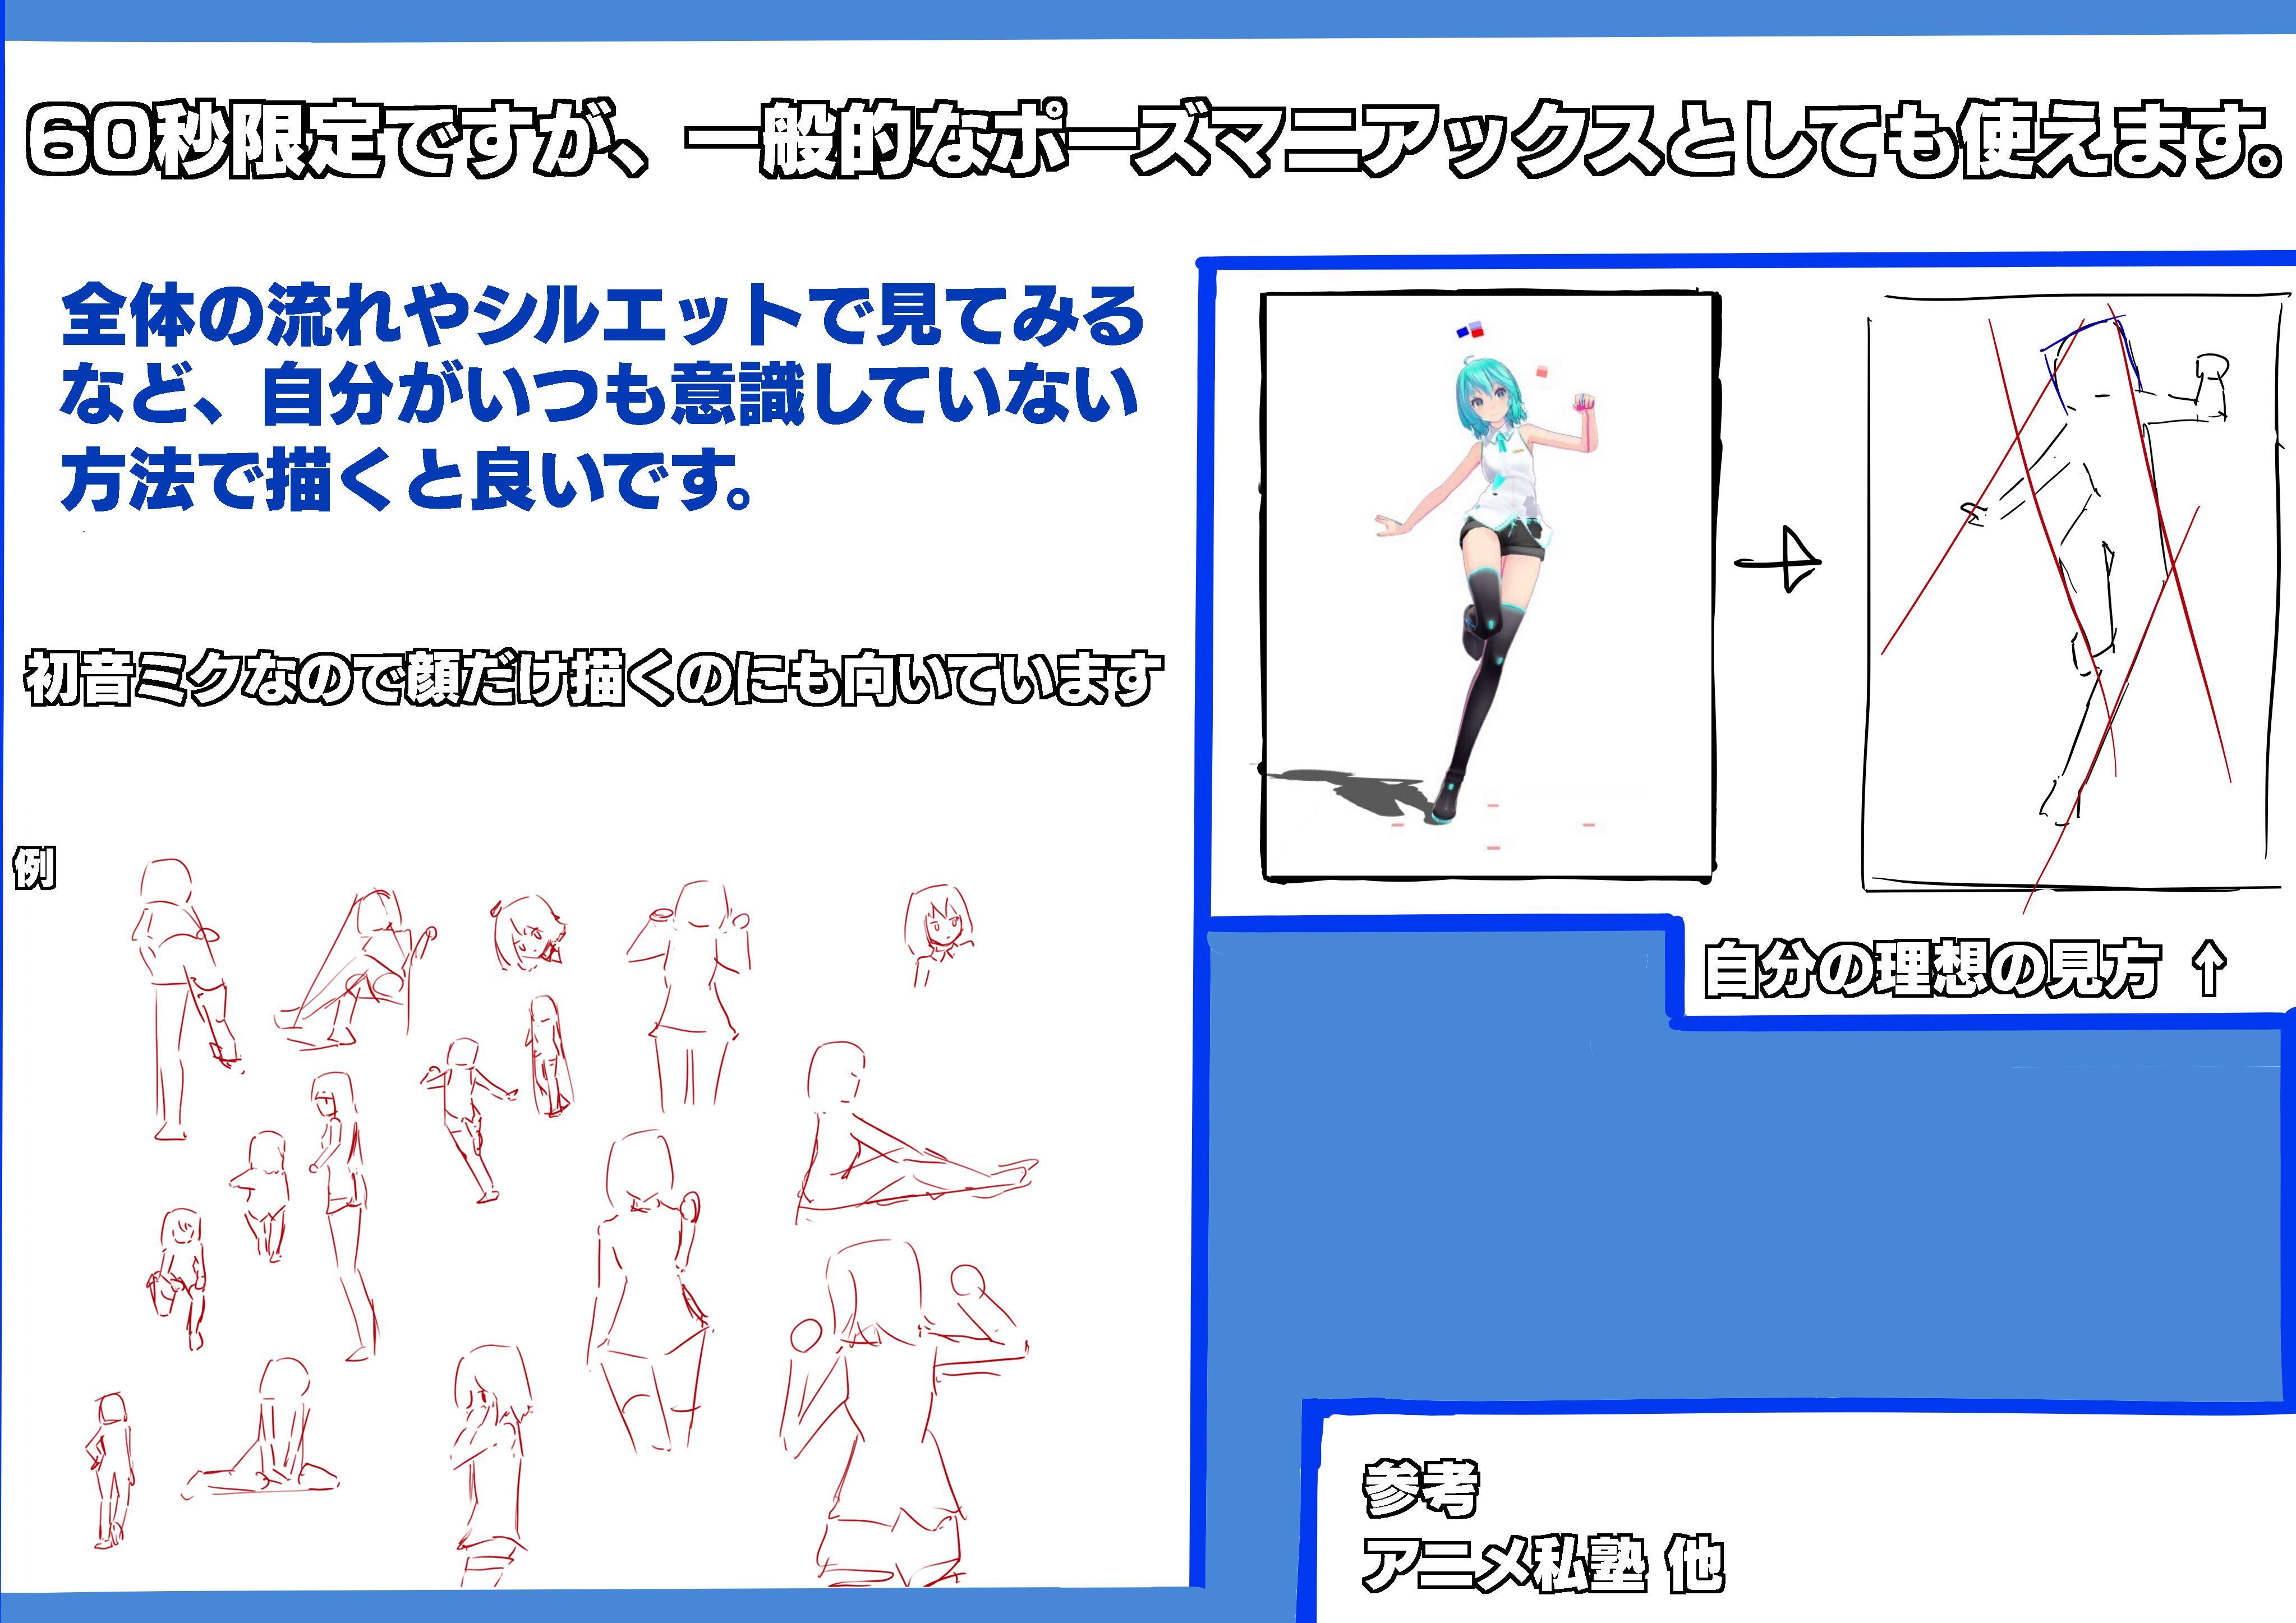 60秒限定ですが、一般的なポーズマニアックスとしても使えます。
全体の流れやシルエットで見てみる
など、自分がいつも意識していない
方法で描くと良いです。
初音ミクなので顔だけ描くのにも向いています
例
自分の理想の見方 ↑
参考
アニメ私塾 他